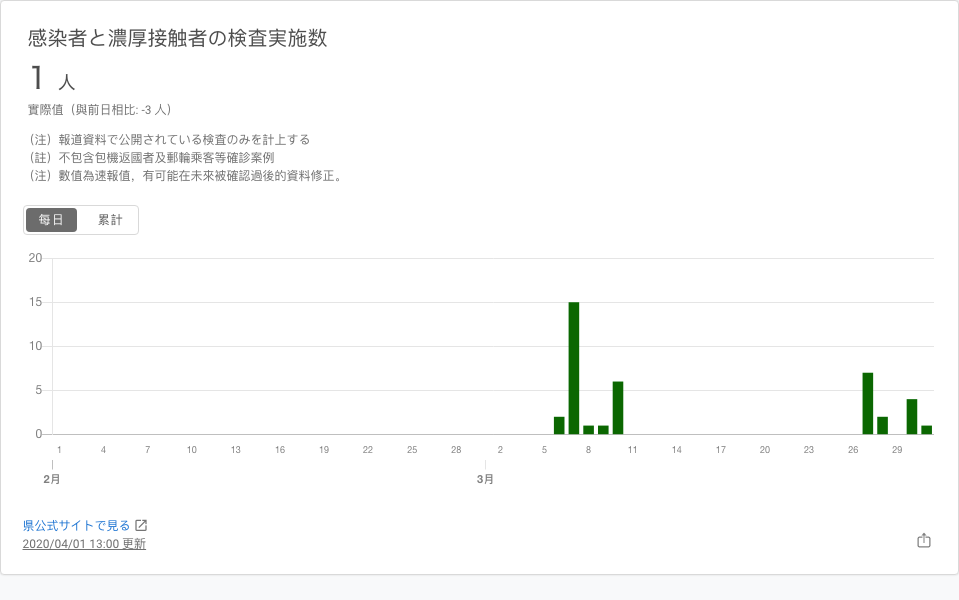 感染者と濃厚接触者の検査実施数
1 人
實際值（與前日相比: -3 人）
（注）報道資料で公開されている検査のみを計上する
（註）不包含包機返國者及郵輪乘客等確診案例
（注）數值為速報值，有可能在未來被確認過後的資料修正。
每日 累計
20
15
10
5
0
1 4 7 10 13 16 19 22 25 28 2 5 8 11 14 17 20 23 26 29
2月 3月
県公式サイトで見る
2020/04/01 13:00 更新